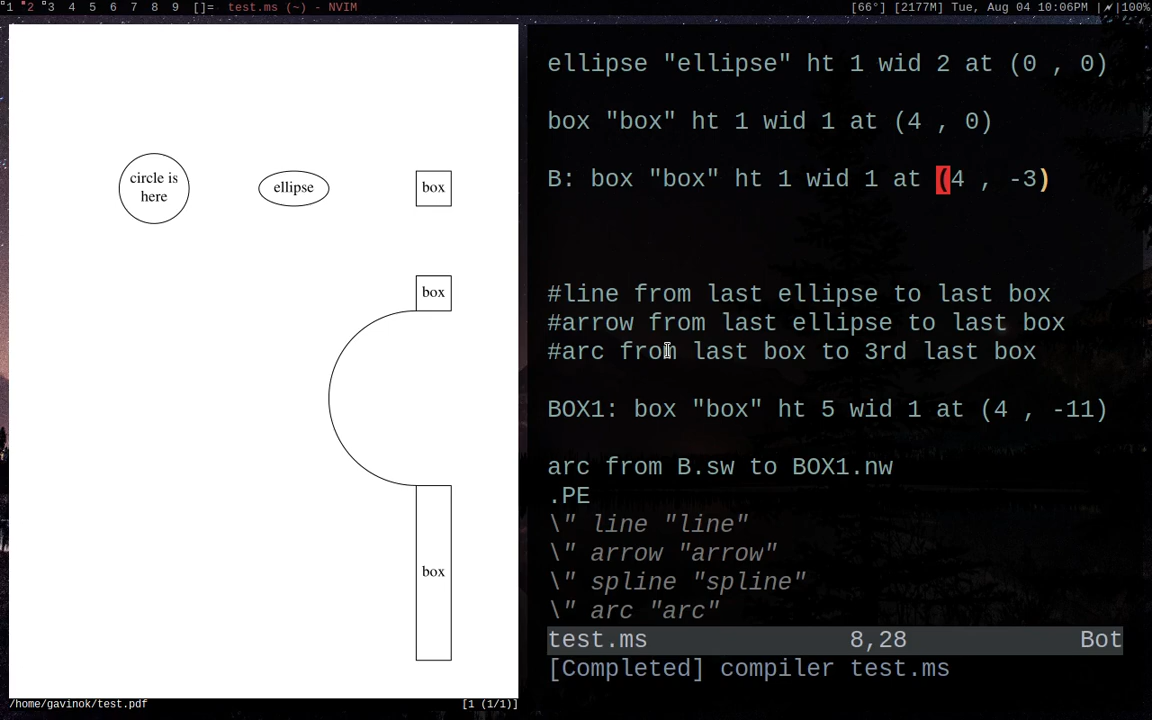 1 2 3 4 5 6 7 8 9 []= test.ms (~) - NVIM [66°] [2177M] Tue, Aug 04 10:06PM | |100%
circle is
here
ellipse
box
box
box
/home/gavinok/test.pdf [1 (1/1)]
ellipse "ellipse" ht 1 wid 2 at (0 , 0)
box "box" ht 1 wid 1 at (4 , 0)
B: box "box" ht 1 wid 1 at (4 , -3)
#line from last ellipse to last box
#arrow from last ellipse to last box
#arc from last box to 3rd last box
BOX1: box "box" ht 5 wid 1 at (4 , -11)
arc from B.sw to BOX1.nw
.PE
\" line "line"
\" arrow "arrow"
\" spline "spline"
\" arc "arc"
test.ms 8,28 Bot
[Completed] compiler test.ms